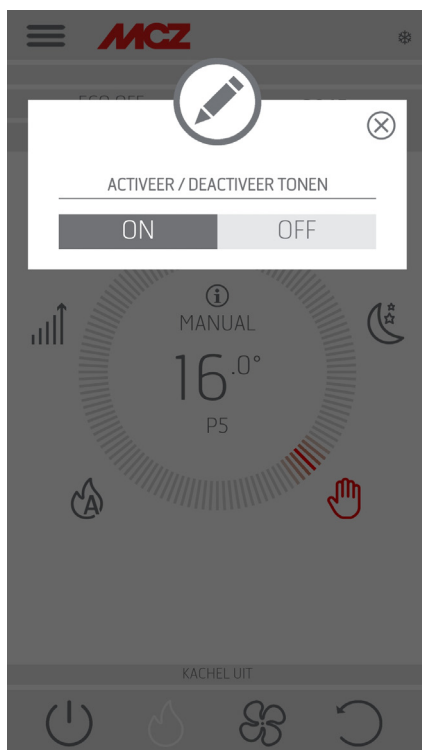 MCZ
ACTIVEER / DEACTIVEER TONEN
ON OFF
MANUAL
16.0°
P5
A
KACHEL UIT